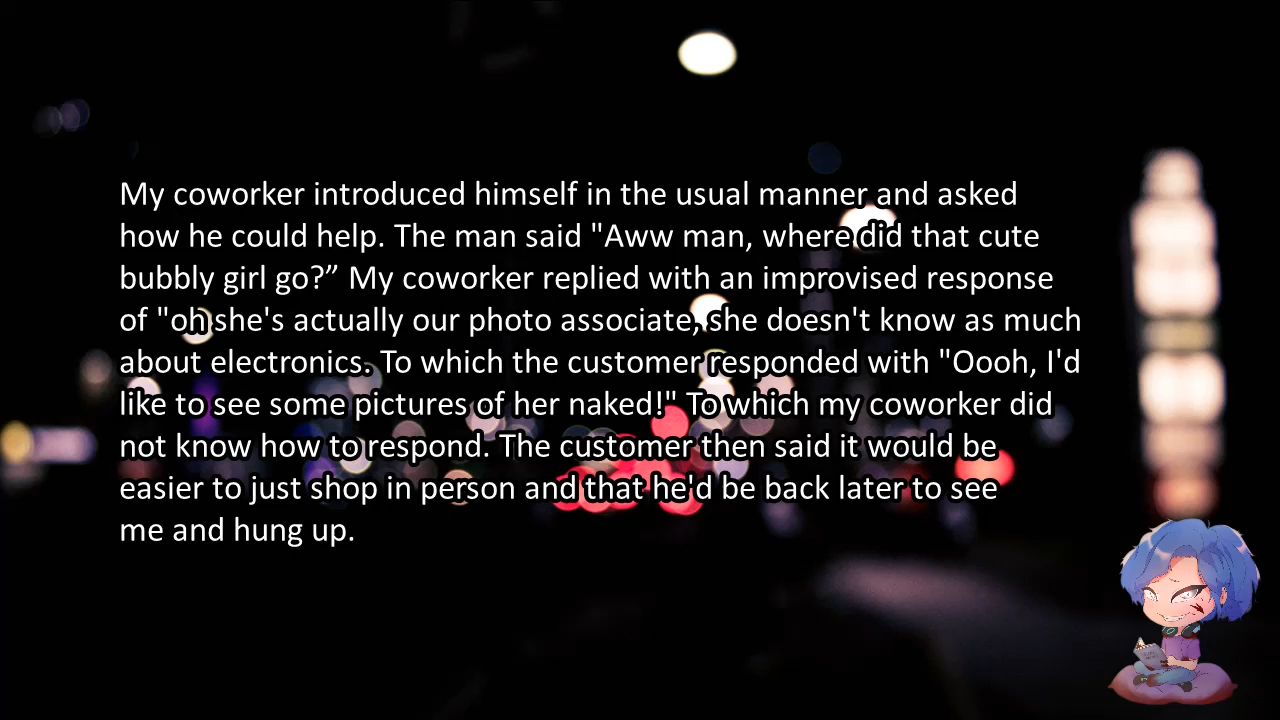 My coworker introduced himself in the usual manner and asked
how he could help. The man said "Aww man, where did that cute
bubbly girl go?” My coworker replied with an improvised response
of "oh she's actually our photo associate, she doesn't know as much
about electronics. To which the customer responded with "Oooh, I'd
like to see some pictures of her naked!" To which my coworker did
not know how to respond. The customer then said it would be
easier to just shop in person and that he'd be back later to see
me and hung up.